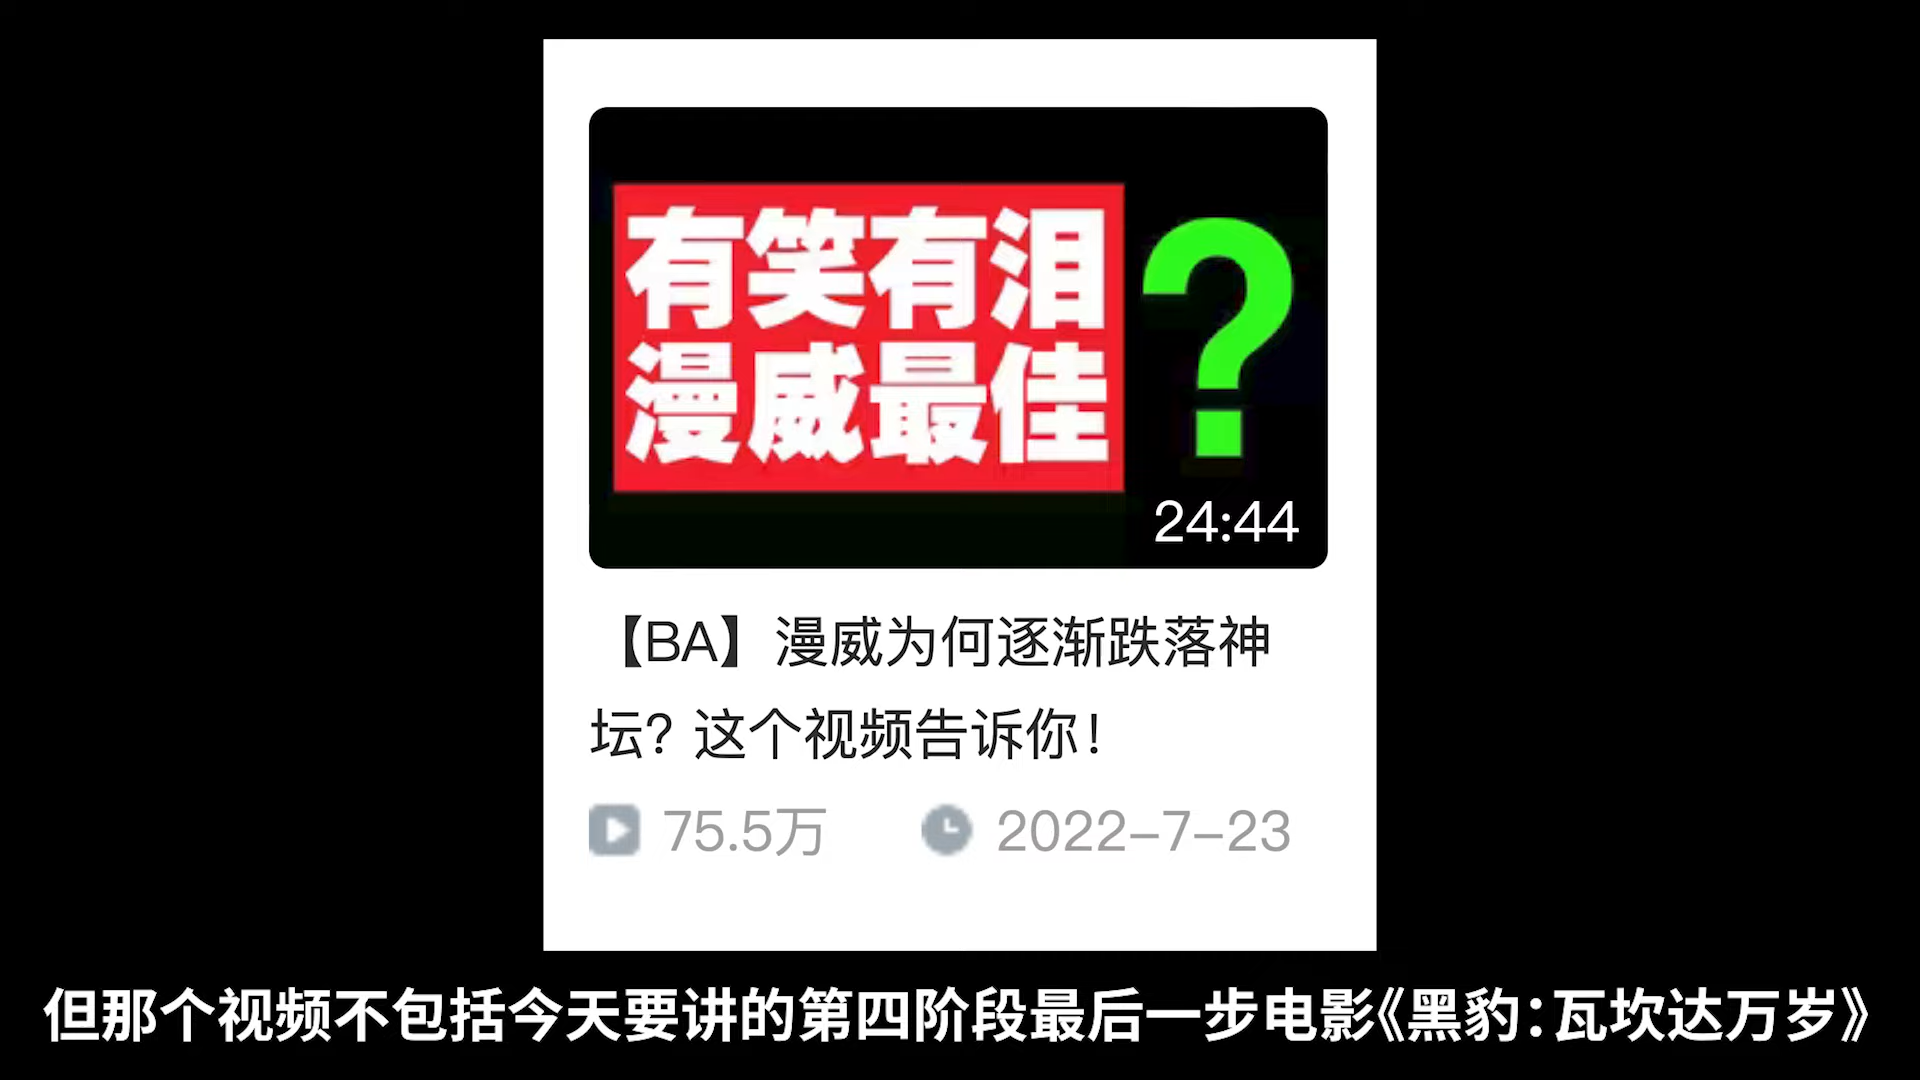 有笑有泪
漫威最佳
?
24:44
【BA】漫威为何逐渐跌落神
坛？这个视频告诉你！
75.5万
2022-7-23
但那个视频不包括今天要讲的第四阶段最后一步电影《黑豹：瓦坎达万岁》